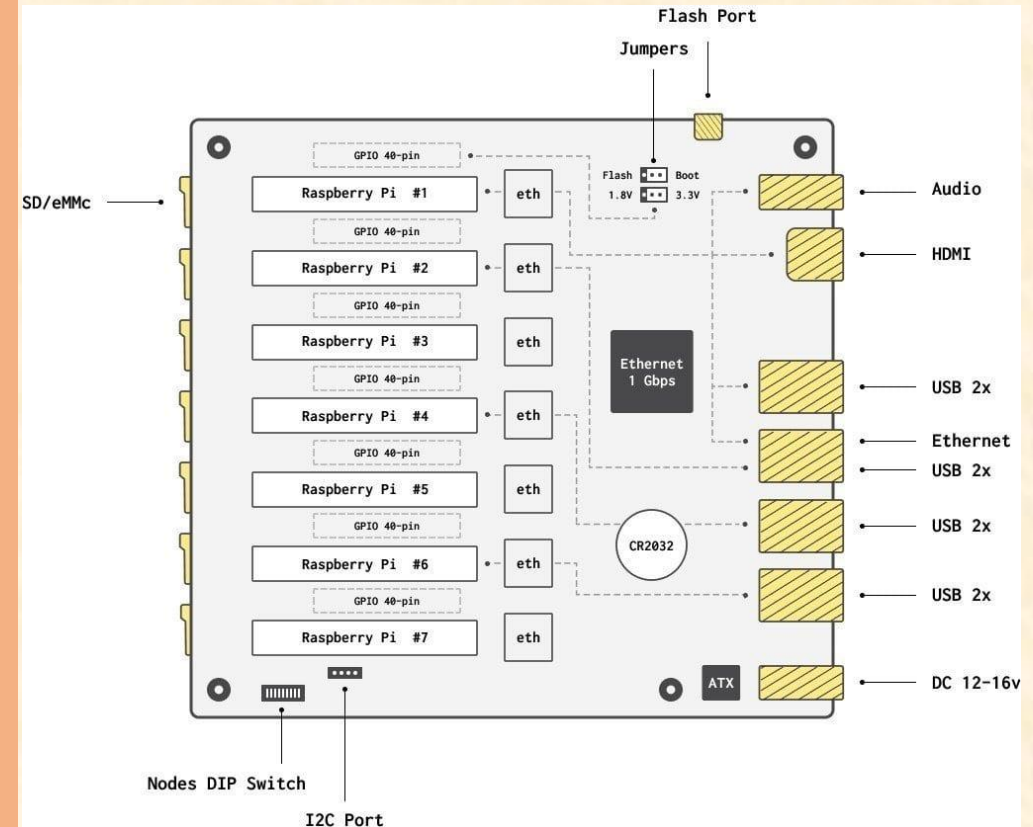 Flash Port
Jumpers
GPIO 40-pin
Flash Boot
1.8V 3.3V
Raspberry Pi #1
eth
Audio
SD/eMMc
GPIO 40-pin
HDMI
Raspberry Pi #2
eth
GPIO 40-pin
Raspberry Pi #3
eth
Ethernet
1 Gbps
GPIO 40-pin
USB 2x
Raspberry Pi #4
eth
Ethernet
USB 2x
GPIO 40-pin
Raspberry Pi #5
eth
GPIO 40-pin
USB 2x
CR2032
Raspberry Pi #6
eth
USB 2x
GPIO 40-pin
Raspberry Pi #7
eth
ATX
DC 12-16v
Nodes DIP Switch
I2C Port